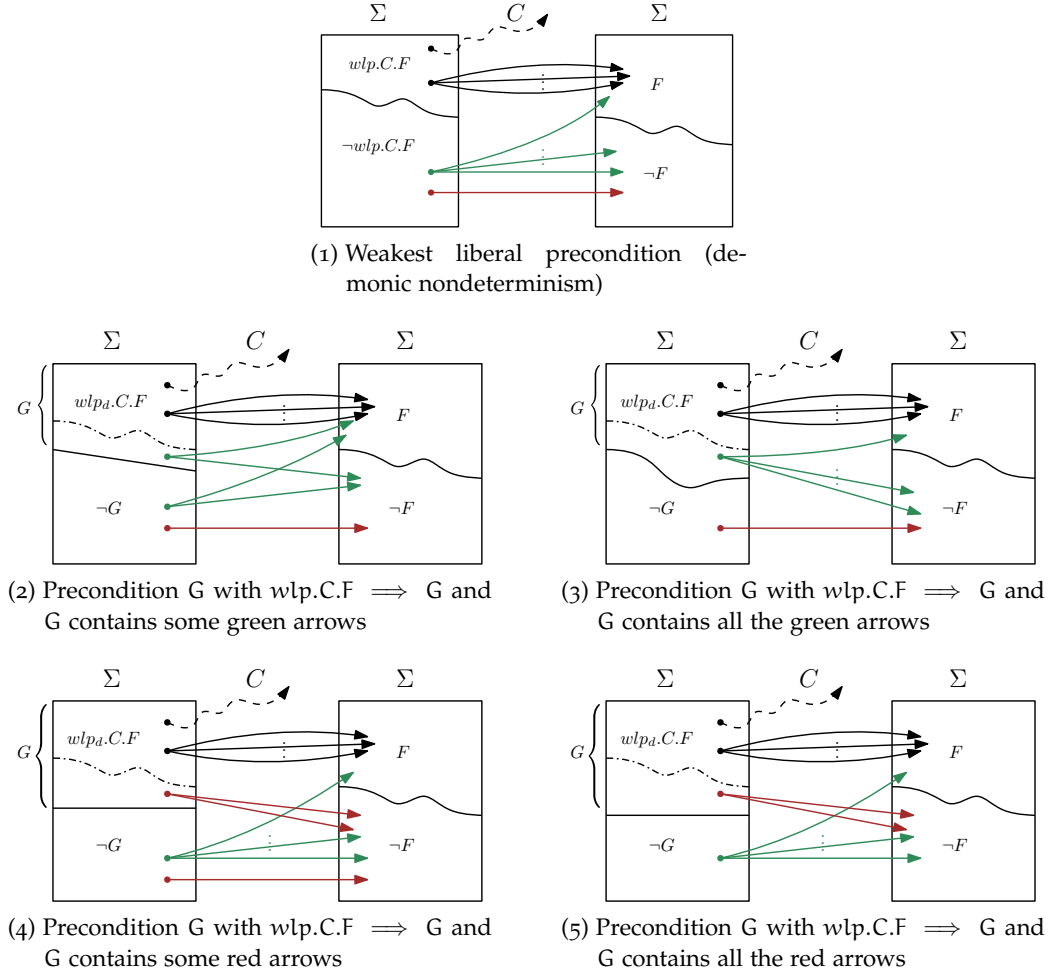 Σ C Σ
wlp.C.F
F
¬wlp.C.F
¬F
(1) Weakest liberal precondition (de-
monic nondeterminism)
Σ C Σ
G wlp_d.C.F F
¬G ¬F
(2) Precondition G with wlp.C.F ⟹ G and
G contains some green arrows
Σ C Σ
G wlp_d.C.F F
¬G ¬F
(3) Precondition G with wlp.C.F ⟹ G and
G contains all the green arrows
Σ C Σ
G wlp_d.C.F F
¬G ¬F
(4) Precondition G with wlp.C.F ⟹ G and
G contains some red arrows
Σ C Σ
G wlp_d.C.F F
¬G ¬F
(5) Precondition G with wlp.C.F ⟹ G and
G contains all the red arrows